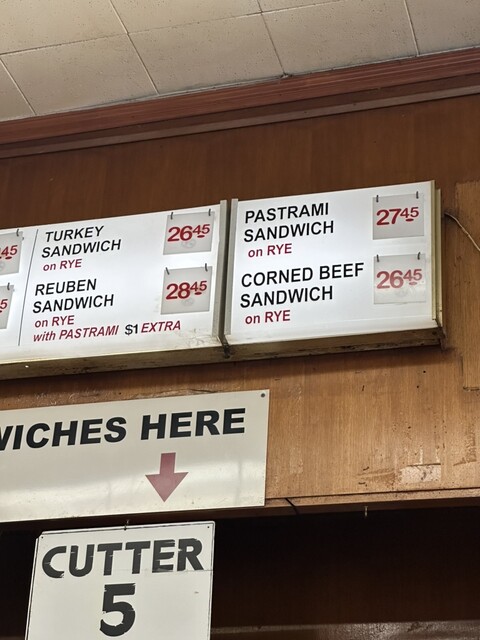 45
TURKEY
SANDWICH
on RYE
26 45
REUBEN
SANDWICH
on RYE
with PASTRAMI $1 EXTRA
28 45
PASTRAMI
SANDWICH
on RYE
27 45
CORNED BEEF
SANDWICH
on RYE
26 45
WICHES HERE
CUTTER
5